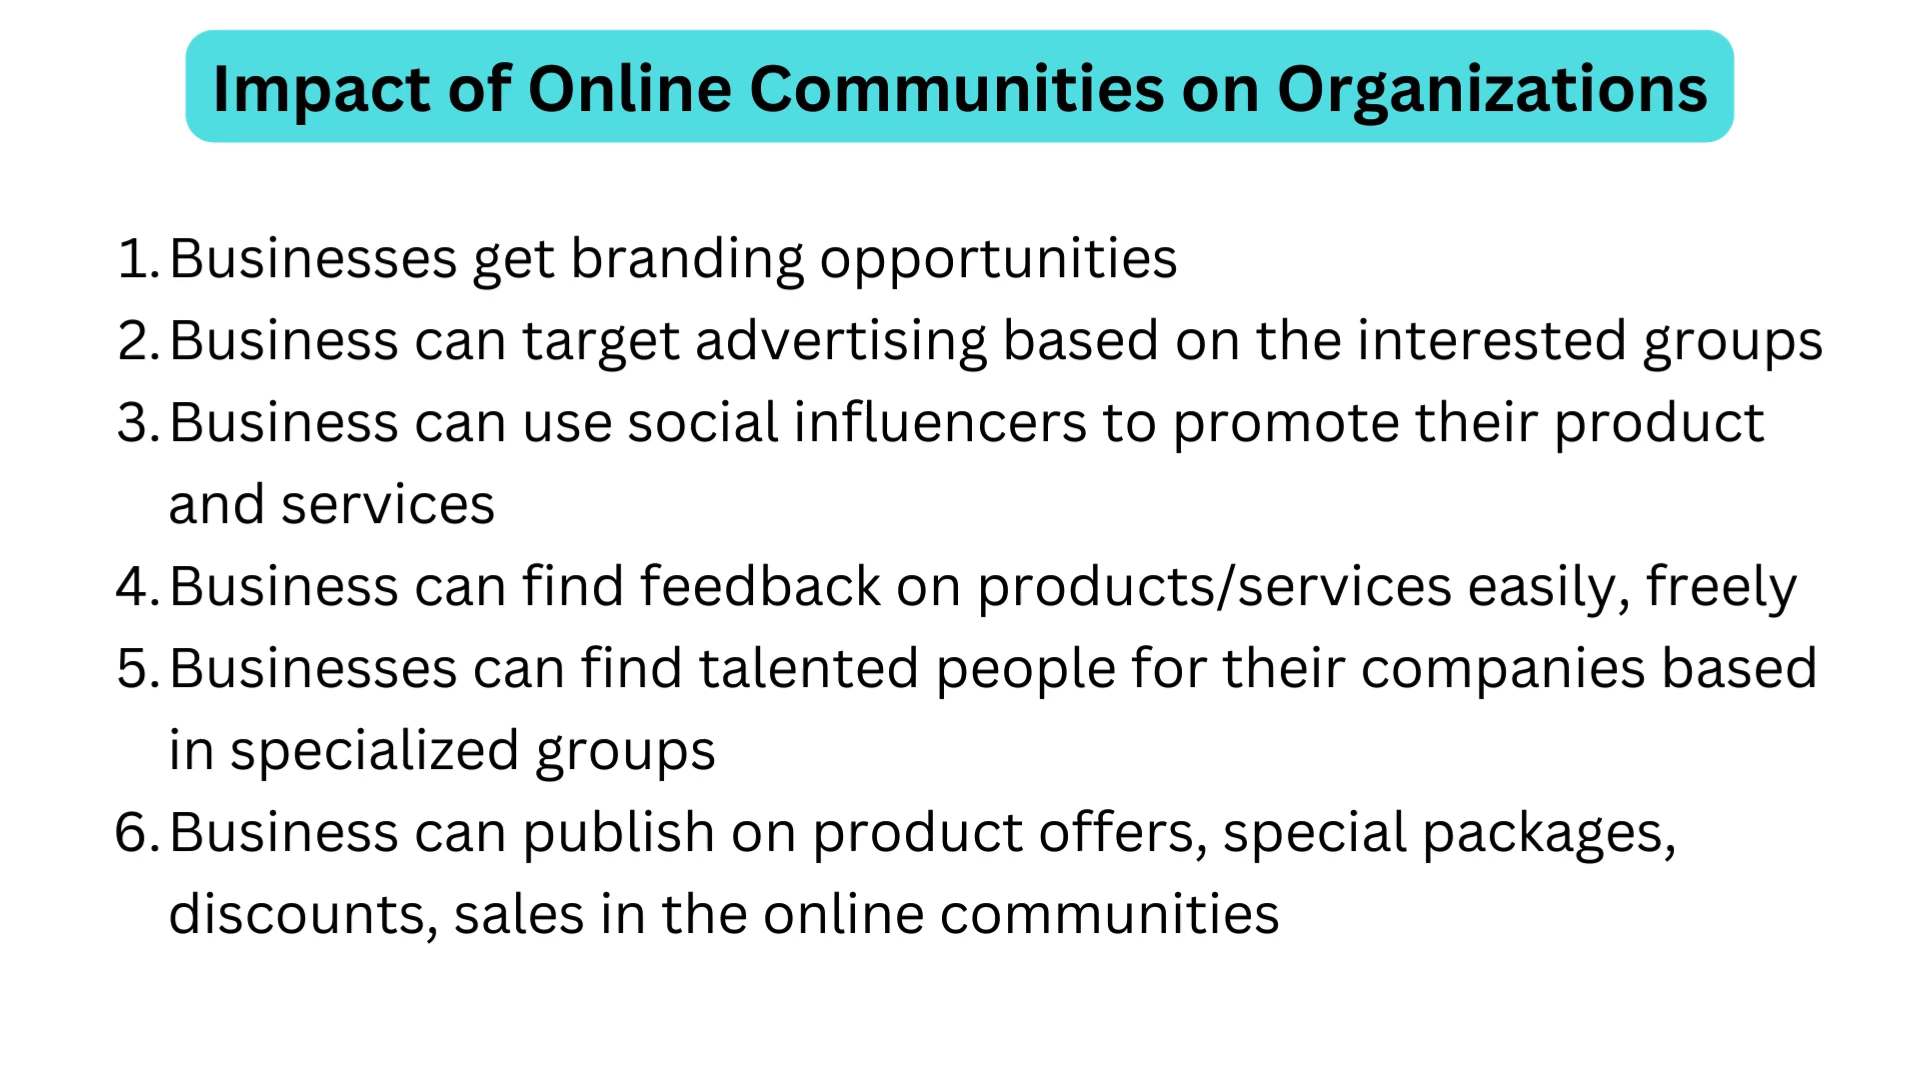 Impact of Online Communities on Organizations
1. Businesses get branding opportunities
2. Business can target advertising based on the interested groups
3. Business can use social influencers to promote their product
and services
4. Business can find feedback on products/services easily, freely
5. Businesses can find talented people for their companies based
in specialized groups
6. Business can publish on product offers, special packages,
discounts, sales in the online communities